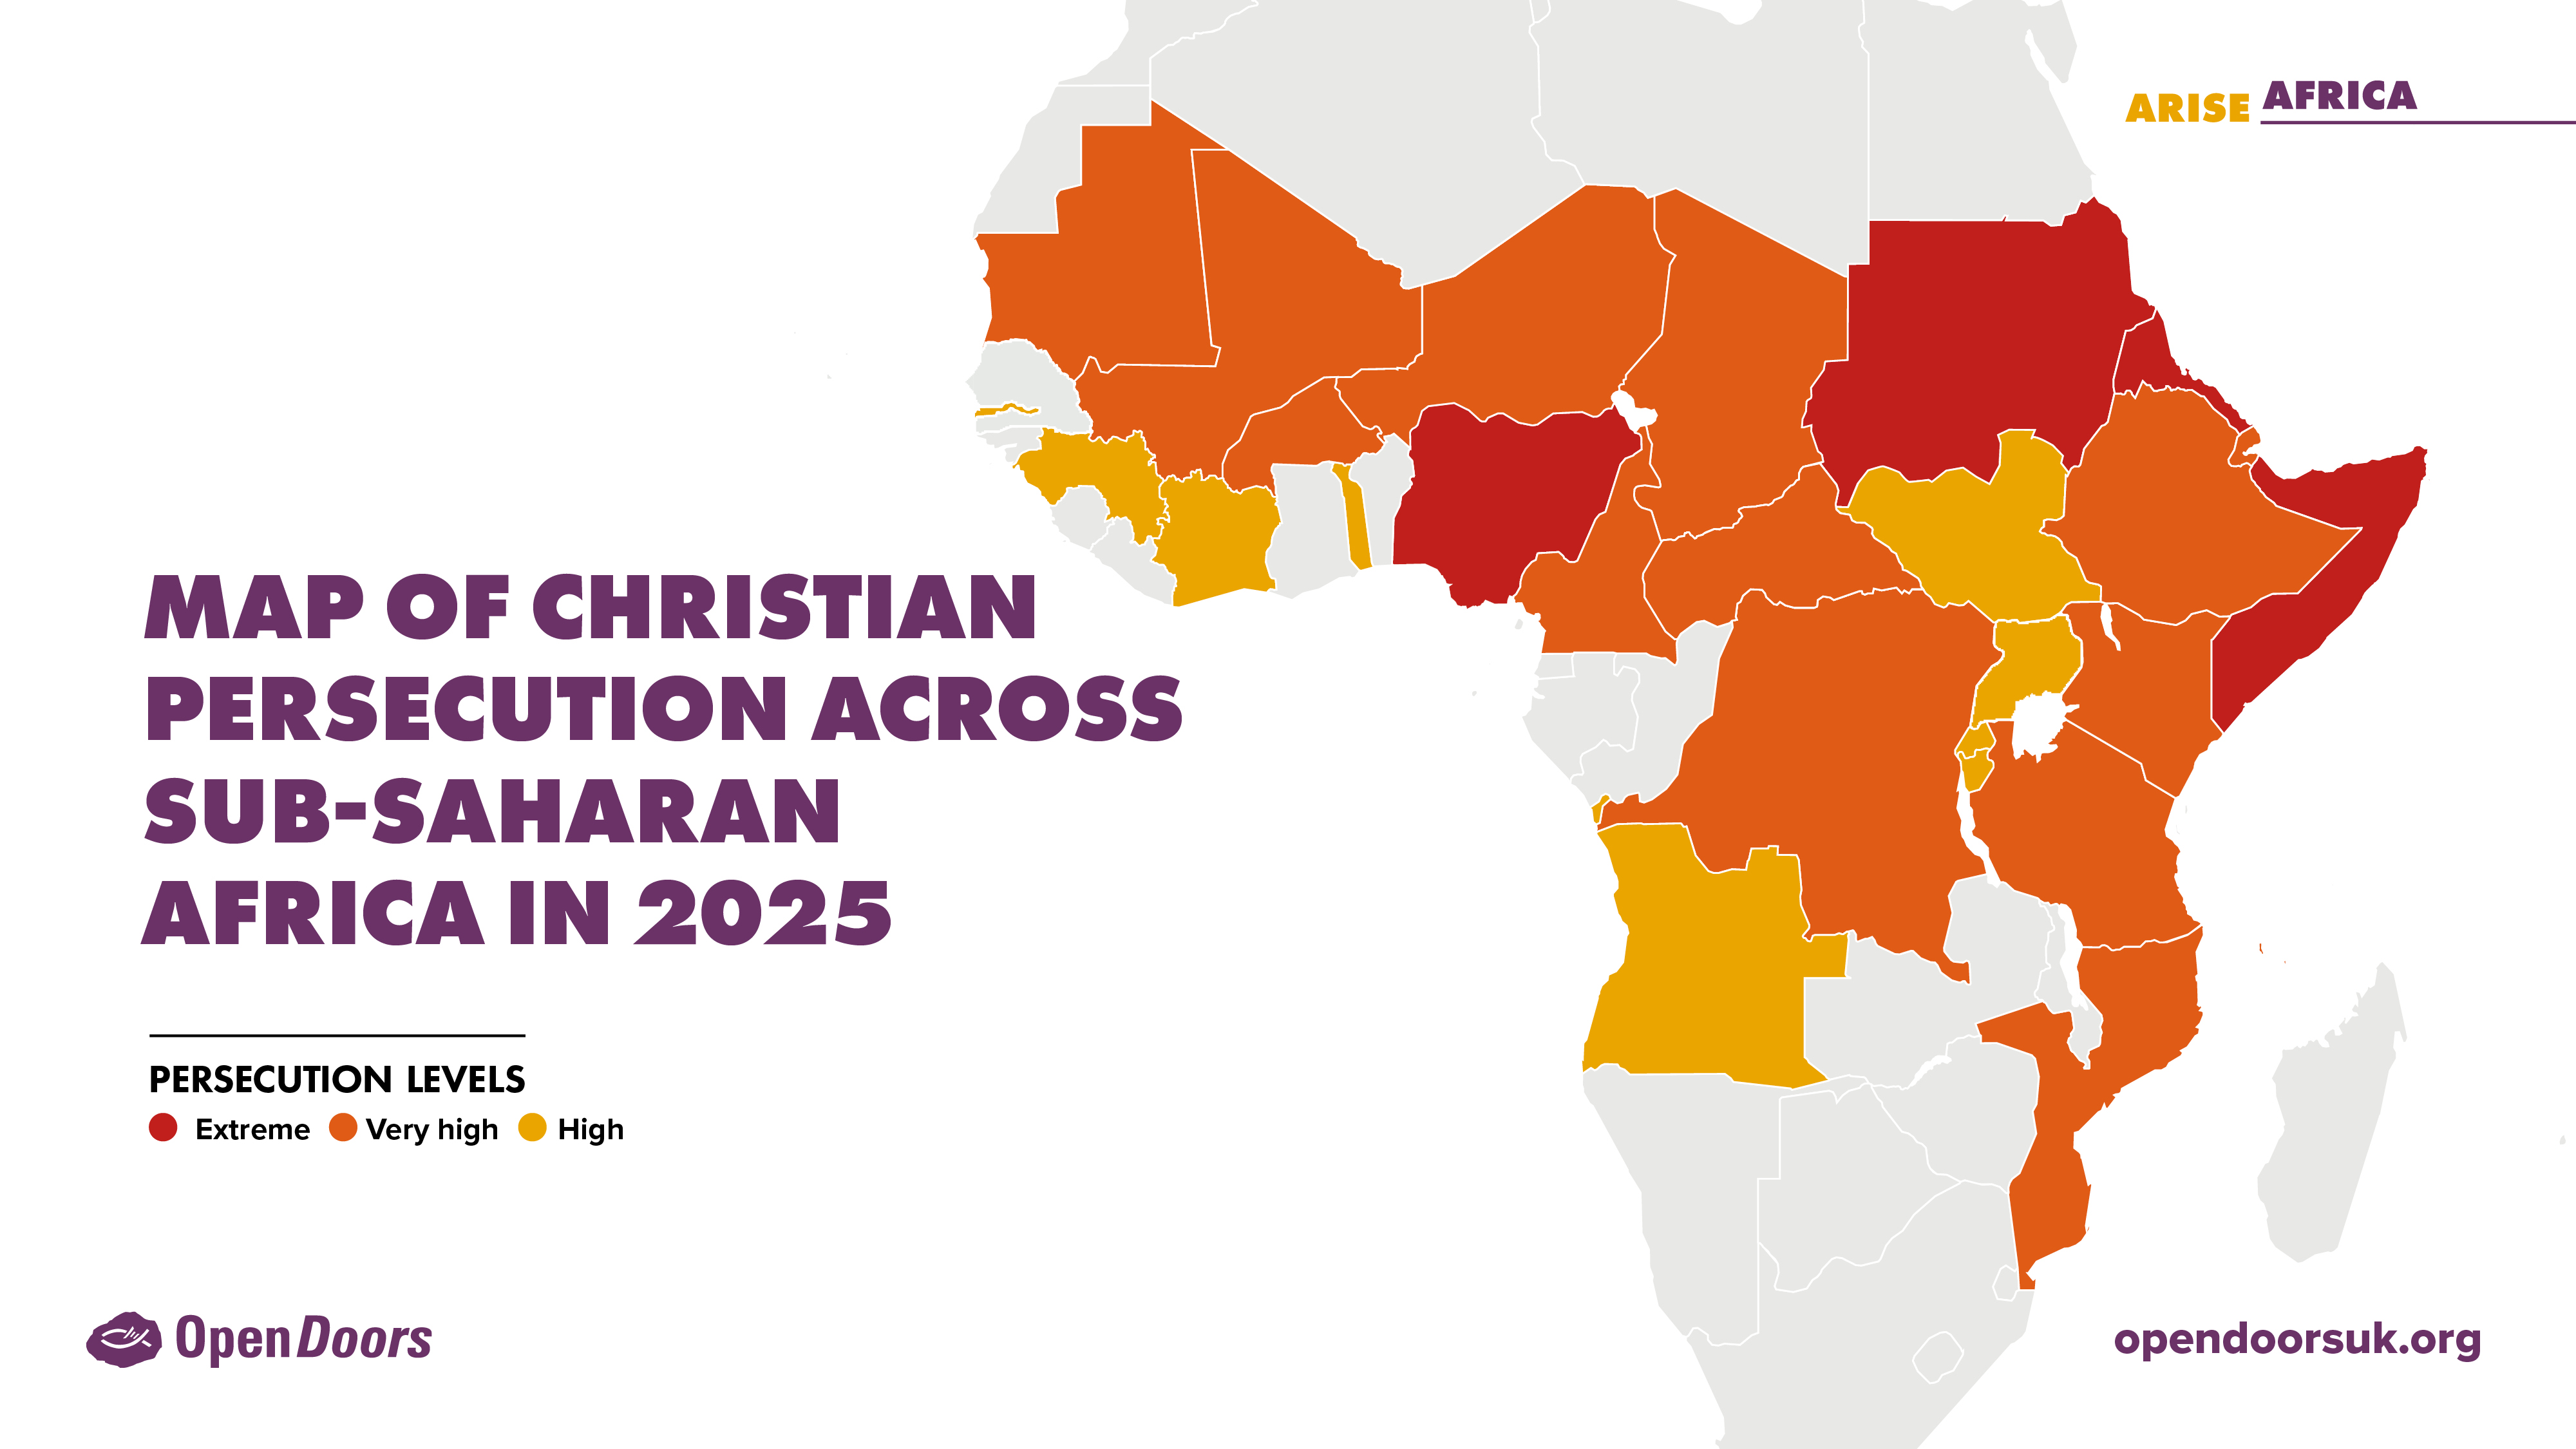 ARISE AFRICA
MAP OF CHRISTIAN
PERSECUTION ACROSS
SUB-SAHARAN
AFRICA IN 2025
PERSECUTION LEVELS
Extreme Very high High
OpenDoors
opendoorsuk.org